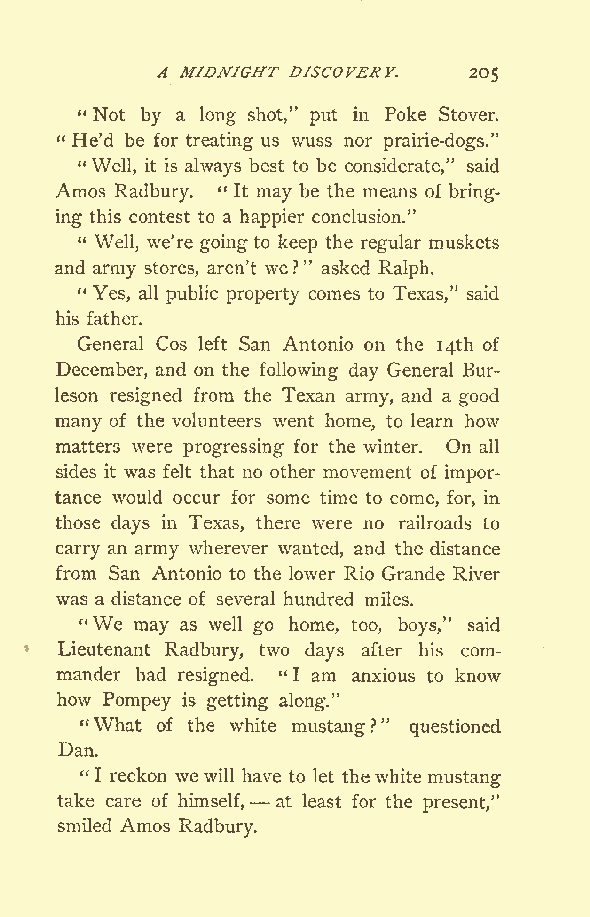 A MIDNIGHT DISCOVERY. 205
"Not by a long shot," put in Poke Stover.
"He'd be for treating us wuss nor prairie-dogs."
"Well, it is always best to be considerate," said
Amos Radbury. "It may be the means of bring-
ing this contest to a happier conclusion."
"Well, we're going to keep the regular muskets
and army stores, aren't we?" asked Ralph.
"Yes, all public property comes to Texas," said
his father.
General Cos left San Antonio on the 14th of
December, and on the following day General Bur-
leson resigned from the Texan army, and a good
many of the volunteers went home, to learn how
matters were progressing for the winter. On all
sides it was felt that no other movement of impor-
tance would occur for some time to come, for, in
those days in Texas, there were no railroads to
carry an army wherever wanted, and the distance
from San Antonio to the lower Rio Grande River
was a distance of several hundred miles.
"We may as well go home, too, boys," said
Lieutenant Radbury, two days after his com-
mander had resigned. "I am anxious to know
how Pompey is getting along."
"What of the white mustang?" questioned
Dan.
"I reckon we will have to let the white mustang
take care of himself,—at least for the present,"
smiled Amos Radbury.